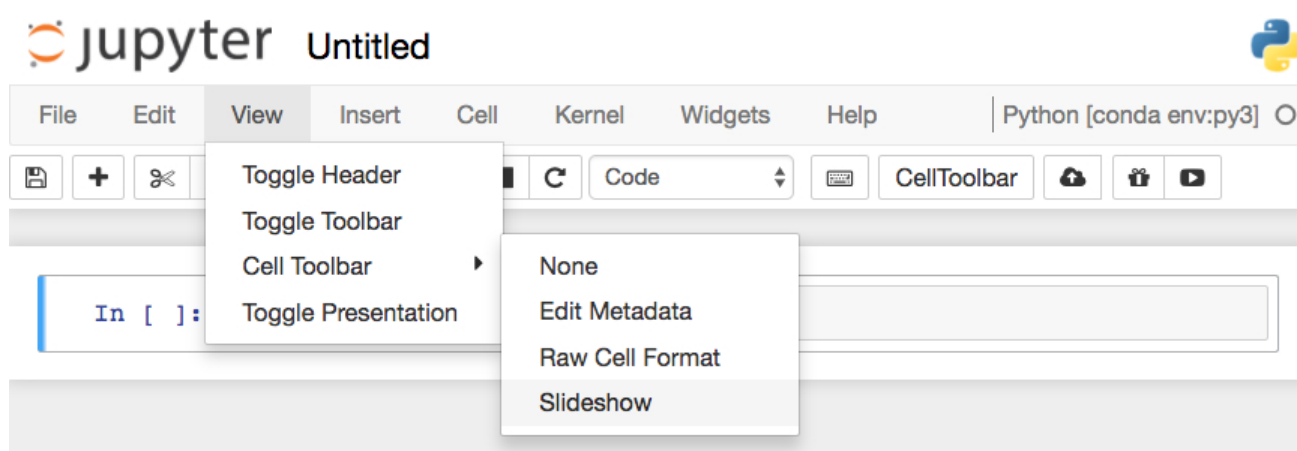 jupyter Untitled
File Edit View Insert Cell Kernel Widgets Help Python [conda env:py3]
Toggle Header Code CellToolbar
Toggle Toolbar
Cell Toolbar None
In [ ]: Toggle Presentation Edit Metadata
Raw Cell Format
Slideshow